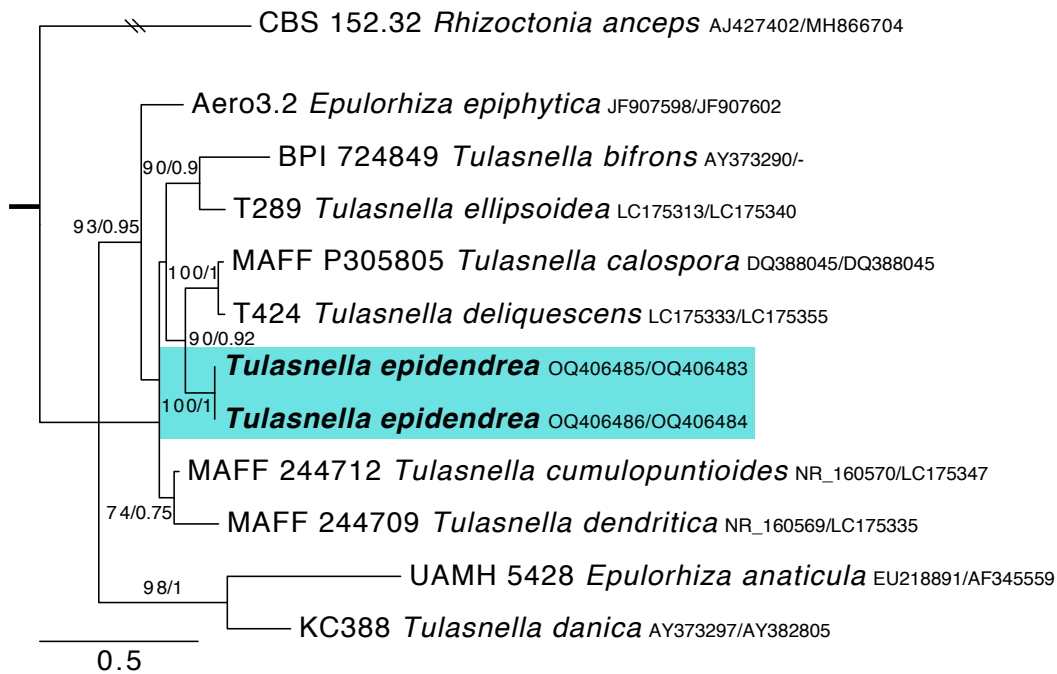 CBS 152.32 Rhizoctonia anceps AJ427402/MH866704
Aero3.2 Epulorhiza epiphytica JF907598/JF907602
90/0.9
BPI 724849 Tulasnella bifrons AY373290/-
T289 Tulasnella ellipsoidea LC175313/LC175340
93/0.95
MAFF P305805 Tulasnella calospora DQ388045/DQ388045
100/1
T424 Tulasnella deliquescens LC175333/LC175355
90/0.92
Tulasnella epidendrea OQ406485/OQ406483
100/1
Tulasnella epidendrea OQ406486/OQ406484
MAFF 244712 Tulasnella cumulopuntioides NR_160570/LC175347
74/0.75
MAFF 244709 Tulasnella dendritica NR_160569/LC175335
98/1
UAMH 5428 Epulorhiza anaticula EU218891/AF345559
KC388 Tulasnella danica AY373297/AY382805
0.5